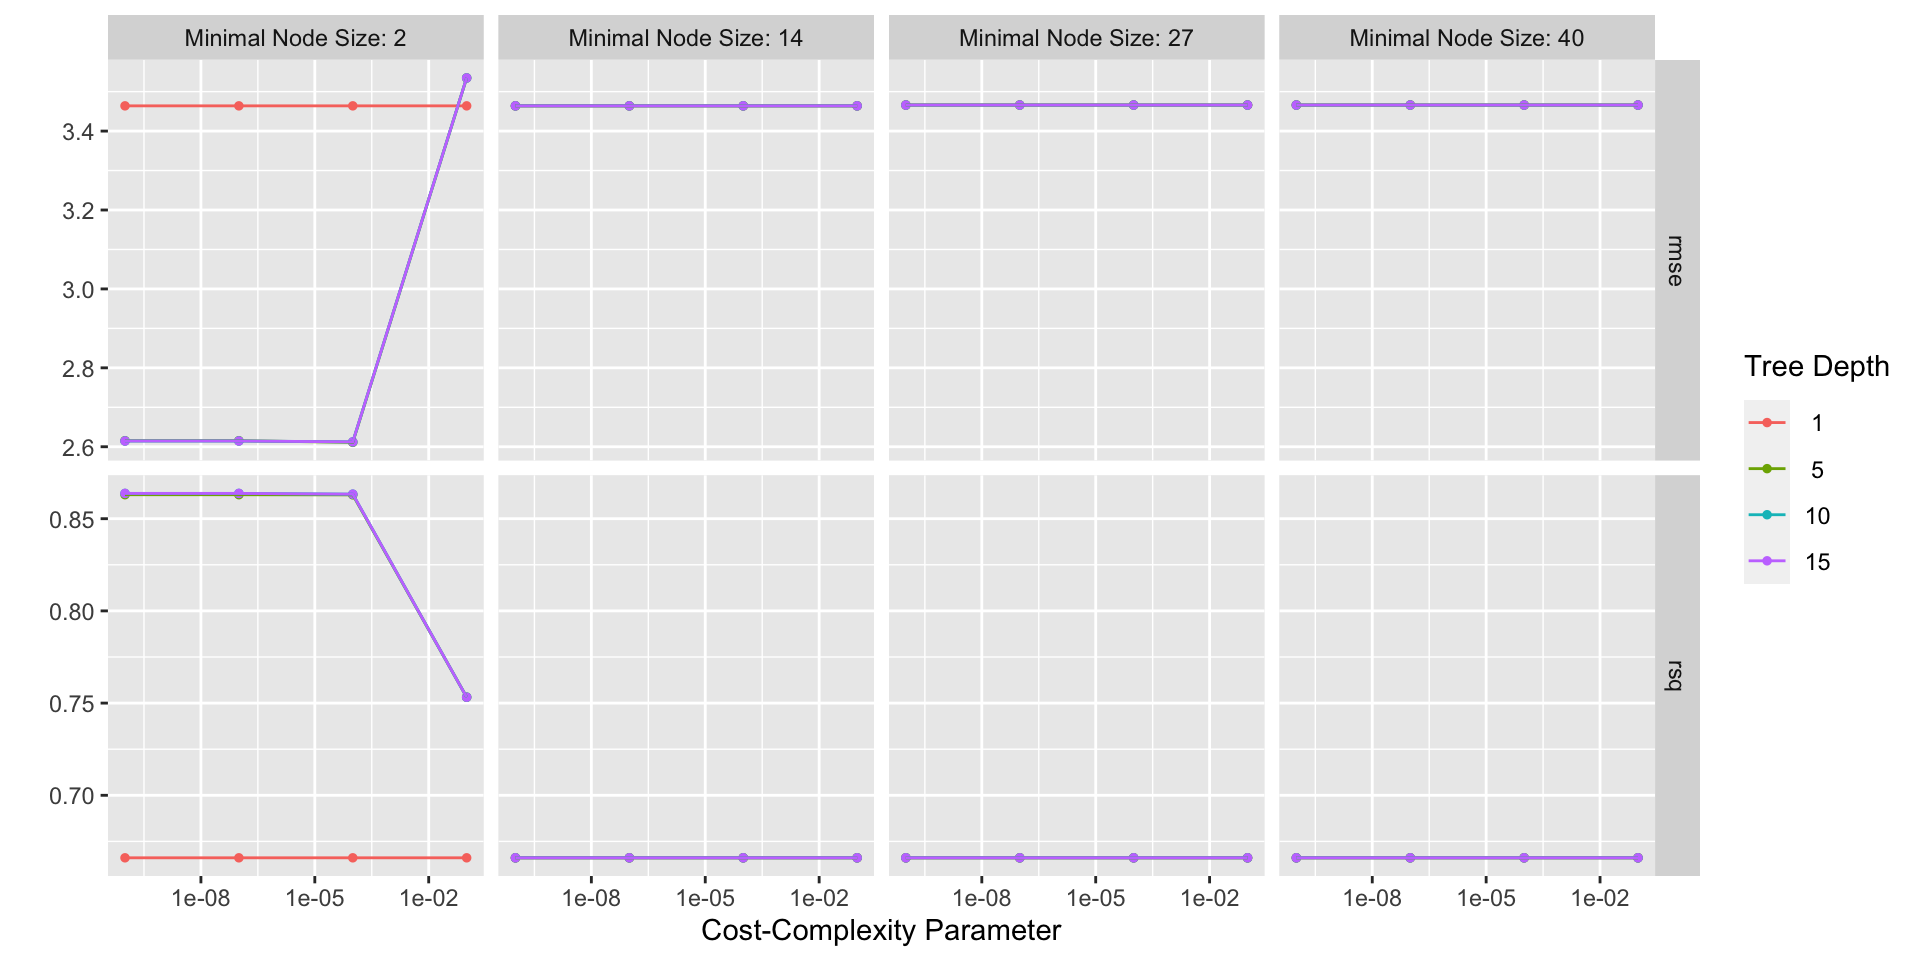 Minimal Node Size: 2
Minimal Node Size: 14
Minimal Node Size: 27
Minimal Node Size: 40
3.4
3.2
3.0
2.8
2.6
rmse
0.85
0.80
0.75
0.70
rsq
1e-08 1e-05 1e-02
1e-08 1e-05 1e-02
1e-08 1e-05 1e-02
1e-08 1e-05 1e-02
Cost-Complexity Parameter
Tree Depth
1
5
10
15